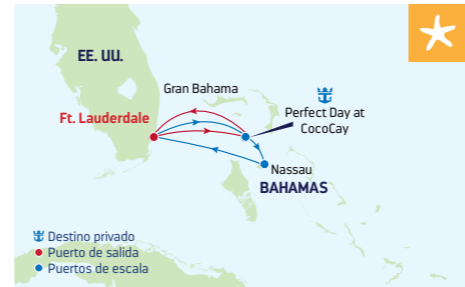 EE. UU.
Gran Bahama
Perfect Day at
CocoCay
Ft. Lauderdale
Nassau
BAHAMAS
Destino privado
Puerto de salida
Puertos de escala